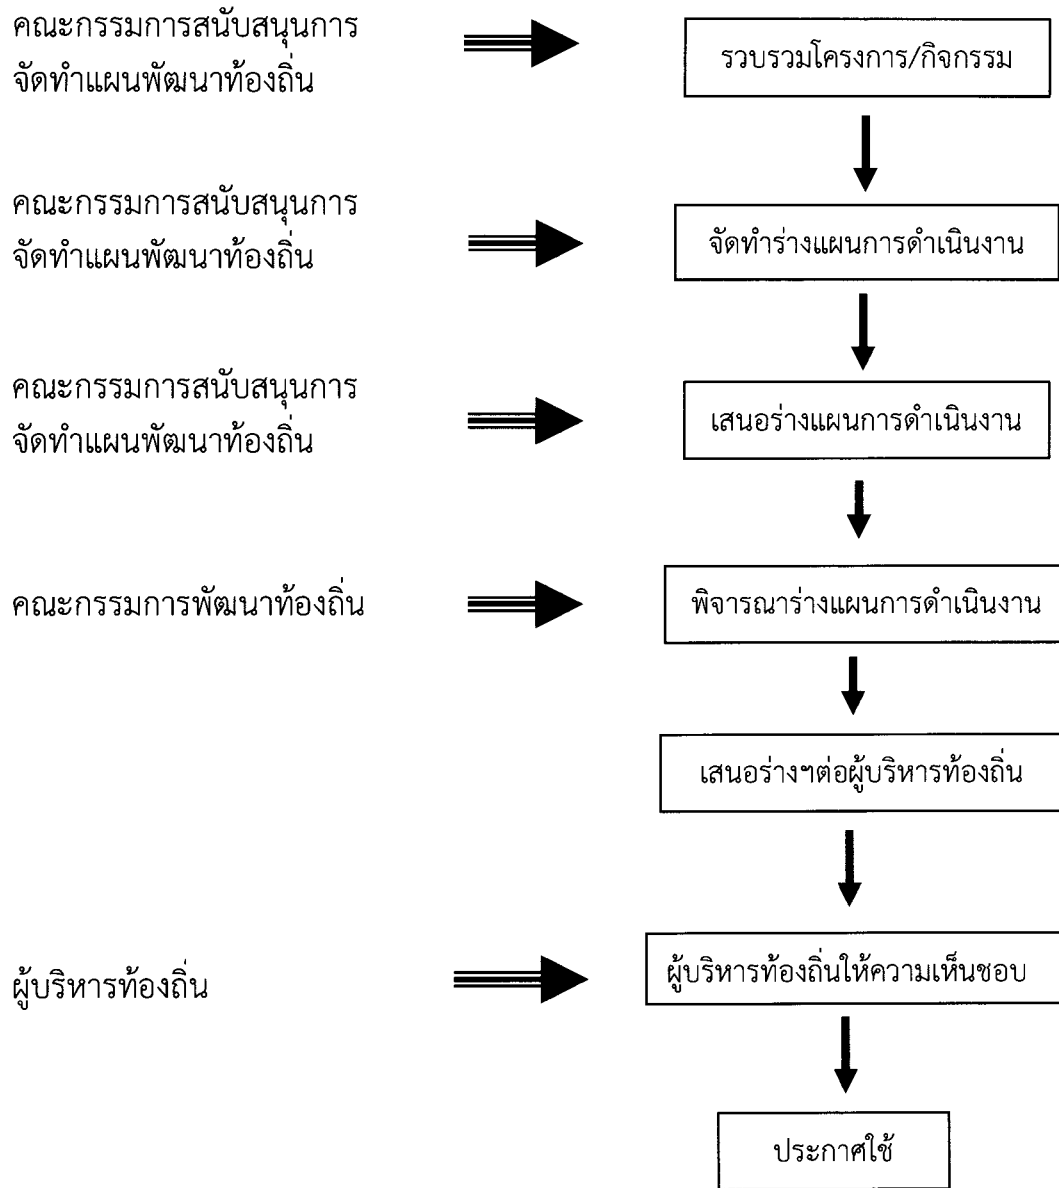 คณะกรรมการสนับสนุนการ
จัดทำแผนพัฒนาท้องถิ่น
รวบรวมโครงการ/กิจกรรม
คณะกรรมการสนับสนุนการ
จัดทำแผนพัฒนาท้องถิ่น
จัดทำร่างแผนการดำเนินงาน
คณะกรรมการสนับสนุนการ
จัดทำแผนพัฒนาท้องถิ่น
เสนอร่างแผนการดำเนินงาน
คณะกรรมการพัฒนาท้องถิ่น
พิจารณาร่างแผนการดำเนินงาน
เสนอร่างฯต่อผู้บริหารท้องถิ่น
ผู้บริหารท้องถิ่น
ผู้บริหารท้องถิ่นให้ความเห็นชอบ
ประกาศใช้